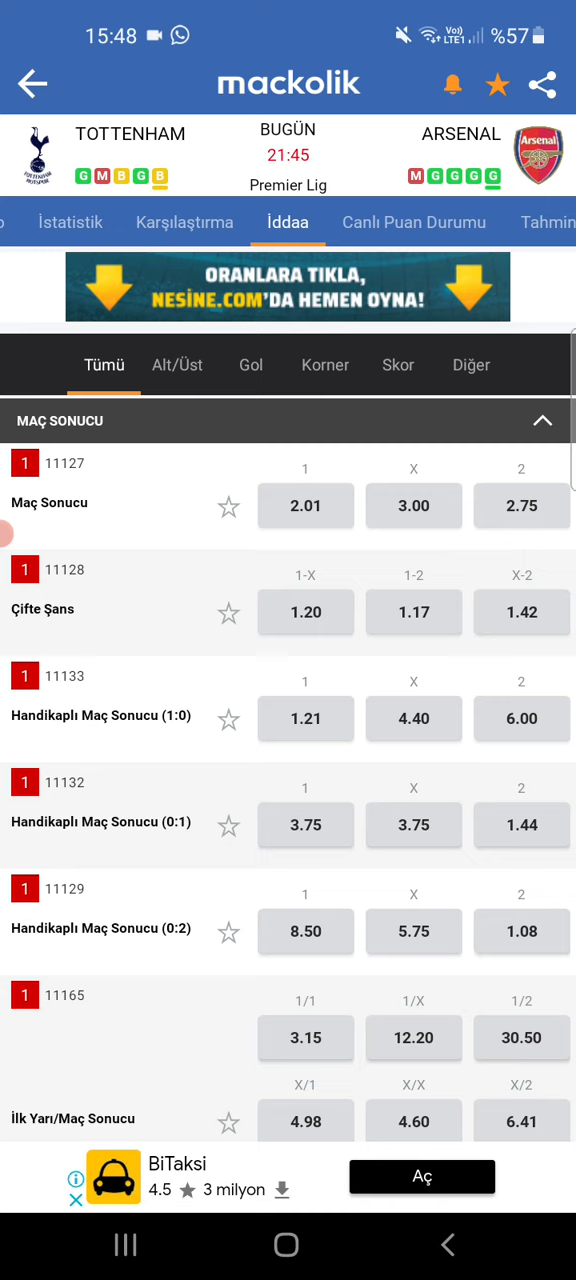 15:48 Vo)) LTE1 %57
mackolik
TOTTENHAM BUGÜN ARSENAL
21:45
G M B G B Premier Lig M G G G G
TOTTENHAM HOTSPUR
Arsenal
İstatistik Karşılaştırma İddaa Canlı Puan Durumu Tahmin
ORANLARA TIKLA,
NESİNE.COM'DA HEMEN OYNA!
Tümü Alt/Üst Gol Korner Skor Diğer
MAÇ SONUCU
1 11127
1 X 2
Maç Sonucu 2.01 3.00 2.75
1 11128
1-X 1-2 X-2
Çifte Şans 1.20 1.17 1.42
1 11133
1 X 2
Handikaplı Maç Sonucu (1:0) 1.21 4.40 6.00
1 11132
1 X 2
Handikaplı Maç Sonucu (0:1) 3.75 3.75 1.44
1 11129
1 X 2
Handikaplı Maç Sonucu (0:2) 8.50 5.75 1.08
1 11165
1/1 1/X 1/2
3.15 12.20 30.50
X/1 X/X X/2
İlk Yarı/Maç Sonucu 4.98 4.60 6.41
BiTaksi
4.5 3 milyon
Aç